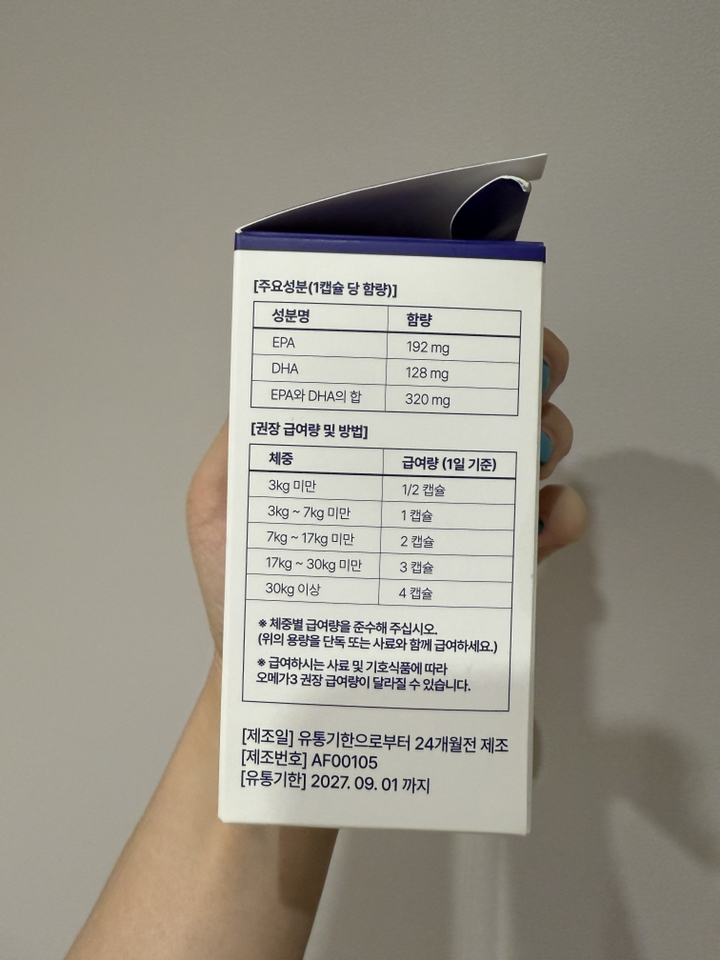 [주요성분(1캡슐 당 함량)]
성분명 함량
EPA 192 mg
DHA 128 mg
EPA와 DHA의 합 320 mg
[권장 급여량 및 방법]
체중 급여량 (1일 기준)
3kg 미만 1/2 캡슐
3kg ~ 7kg 미만 1 캡슐
7kg ~ 17kg 미만 2 캡슐
17kg ~ 30kg 미만 3 캡슐
30kg 이상 4 캡슐
※ 체중별 급여량을 준수해 주십시오.
(위의 용량을 단독 또는 사료와 함께 급여하세요.)
※ 급여하시는 사료 및 기호식품에 따라
오메가3 권장 급여량이 달라질 수 있습니다.
[제조일] 유통기한으로부터 24개월전 제조
[제조번호] AF00105
[유통기한] 2027. 09. 01 까지